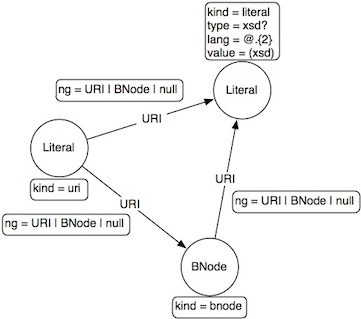 kind = literal
type = xsd?
lang = @.{2}
value = (xsd)
ng = URI | BNode | null
Literal
URI
Literal
kind = uri
URI
ng = URI | BNode | null
ng = URI | BNode | null
URI
BNode
kind = bnode